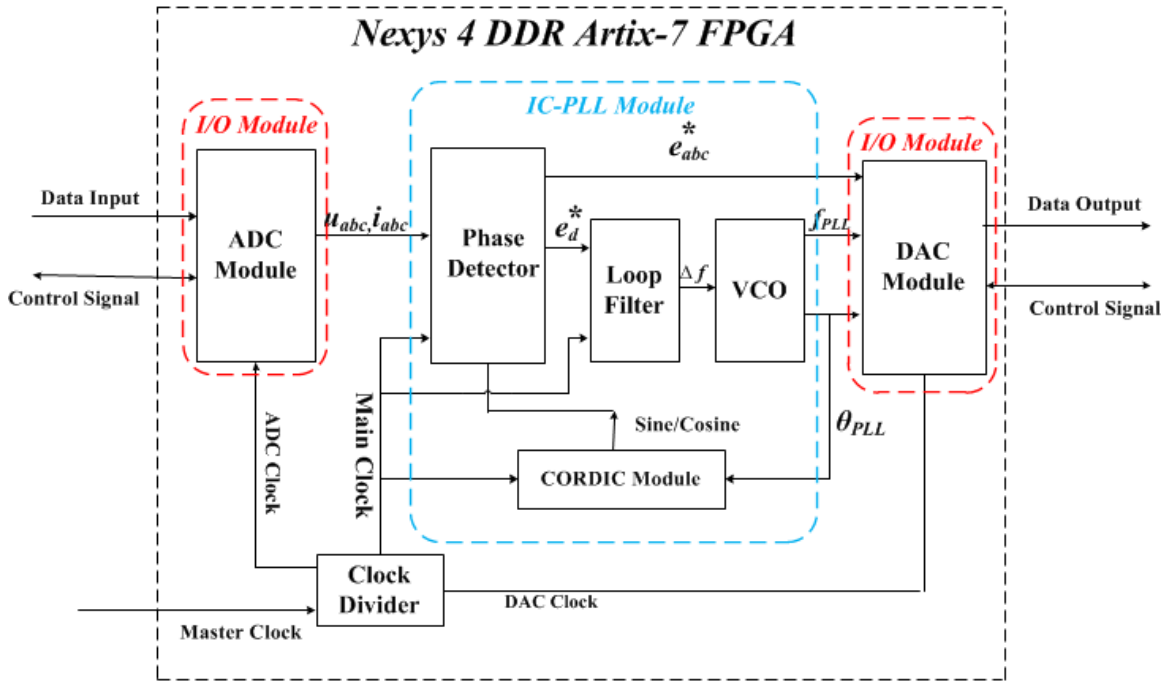 Nexys 4 DDR Artix-7 FPGA
IC-PLL Module
I/O Module
I/O Module
e*abc
Data Input
Data Output
uabc,iabc
e*d
fPLL
ADC
Module
Phase
Detector
Loop
Filter
Δf
VCO
DAC
Module
Control Signal
Control Signal
ADC Clock
Main Clock
Sine/Cosine
θPLL
CORDIC Module
Clock
Divider
DAC Clock
Master Clock